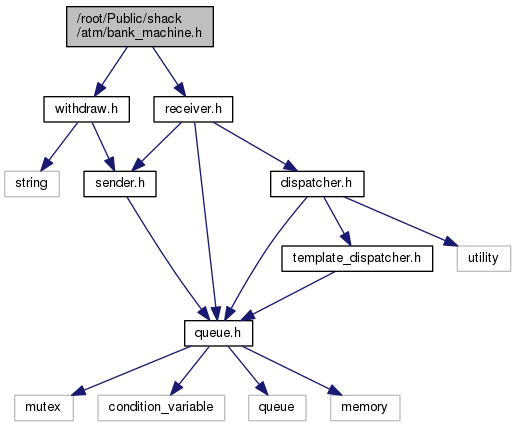 /root/Public/shack
/atm/bank_machine.h
withdraw.h
receiver.h
string
sender.h
dispatcher.h
template_dispatcher.h
utility
queue.h
mutex
condition_variable
queue
memory